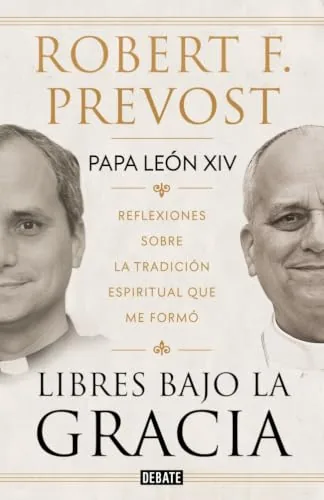 ROBERT F.
PREVOST
PAPA LEÓN XIV
REFLEXIONES
SOBRE
LA TRADICIÓN
ESPIRITUAL QUE
ME FORMÓ
LIBRES BAJO LA
GRACIA
DEBATE